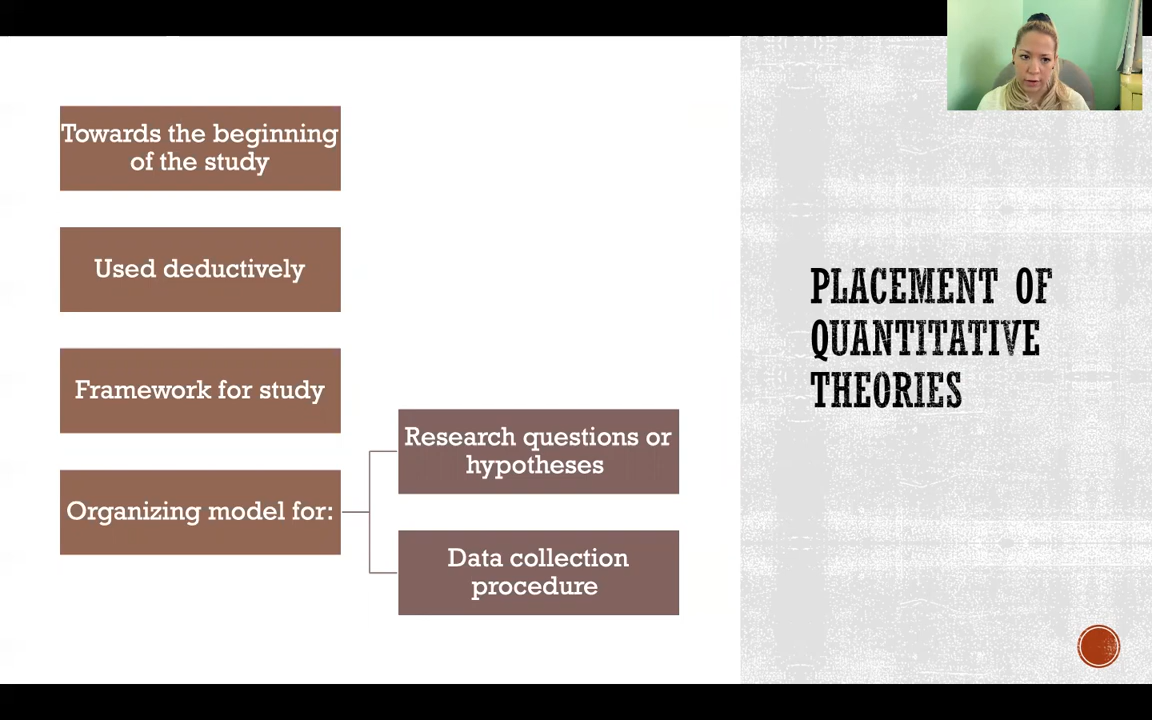 Towards the beginning
of the study
Used deductively
Framework for study
Organizing model for:
Research questions or
hypotheses
Data collection
procedure
PLACEMENT OF
QUANTITATIVE
THEORIES